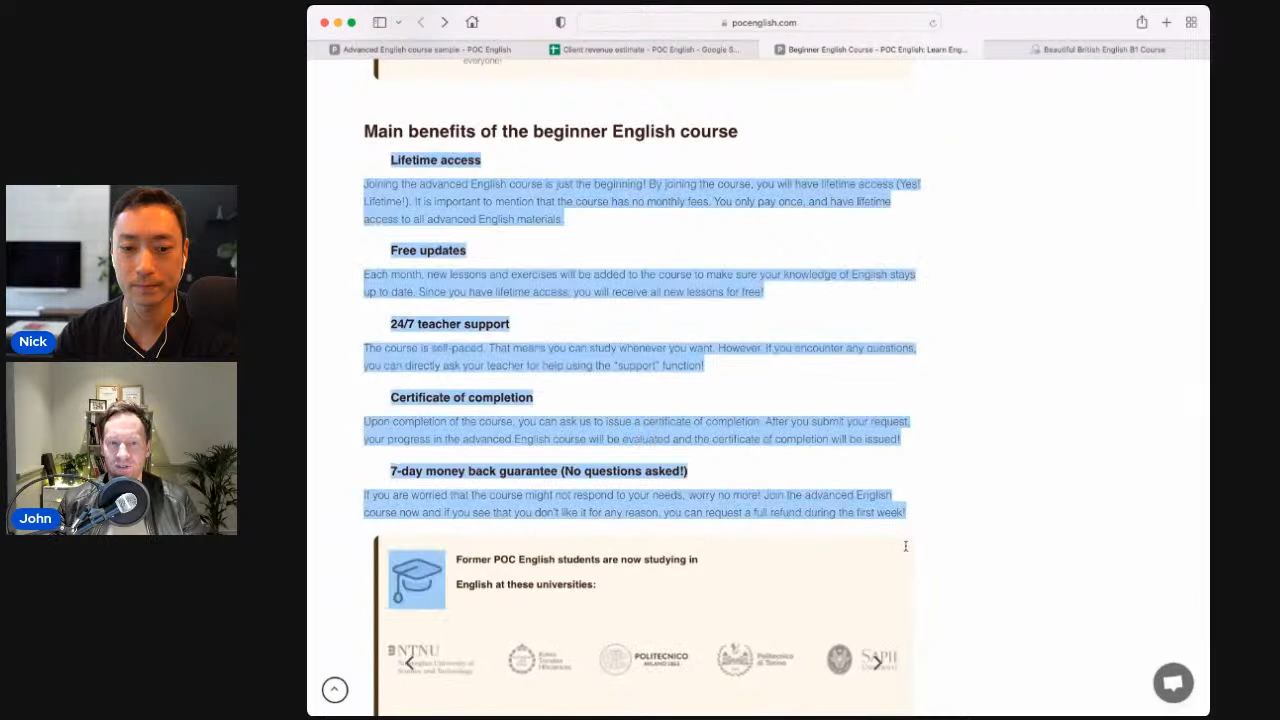 pocenglish.com
Advanced English course sample - POC English
Client revenue estimate - POC English - Google S...
Beginner English Course - POC English: Learn Eng...
Beautiful British English B1 Course
everyone!
Main benefits of the beginner English course
Lifetime access
Joining the advanced English course is just the beginning! By joining the course, you will have lifetime access (Yes!
Lifetime!). It is important to mention that the course has no monthly fees. You only pay once, and have lifetime
access to all advanced English materials.
Free updates
Each month, new lessons and exercises will be added to the course to make sure your knowledge of English stays
up to date. Since you have lifetime access, you will receive all new lessons for free!
24/7 teacher support
The course is self-paced. That means you can study whenever you want. However. If you encounter any questions,
you can directly ask your teacher for help using the "support" function!
Certificate of completion
Upon completion of the course, you can ask us to issue a certificate of completion. After you submit your request,
your progress in the advanced English course will be evaluated and the certificate of completion will be issued!
7-day money back guarantee (No questions asked!)
If you are worried that the course might not respond to your needs, worry no more! Join the advanced English
course now and if you see that you don't like it for any reason, you can request a full refund during the first week!
Former POC English students are now studying in
English at these universities:
NTNU
Norwegian University of
Science and Technology
POLITECNICO
MILANO 1863
Politecnico
di Torino
Nick
John